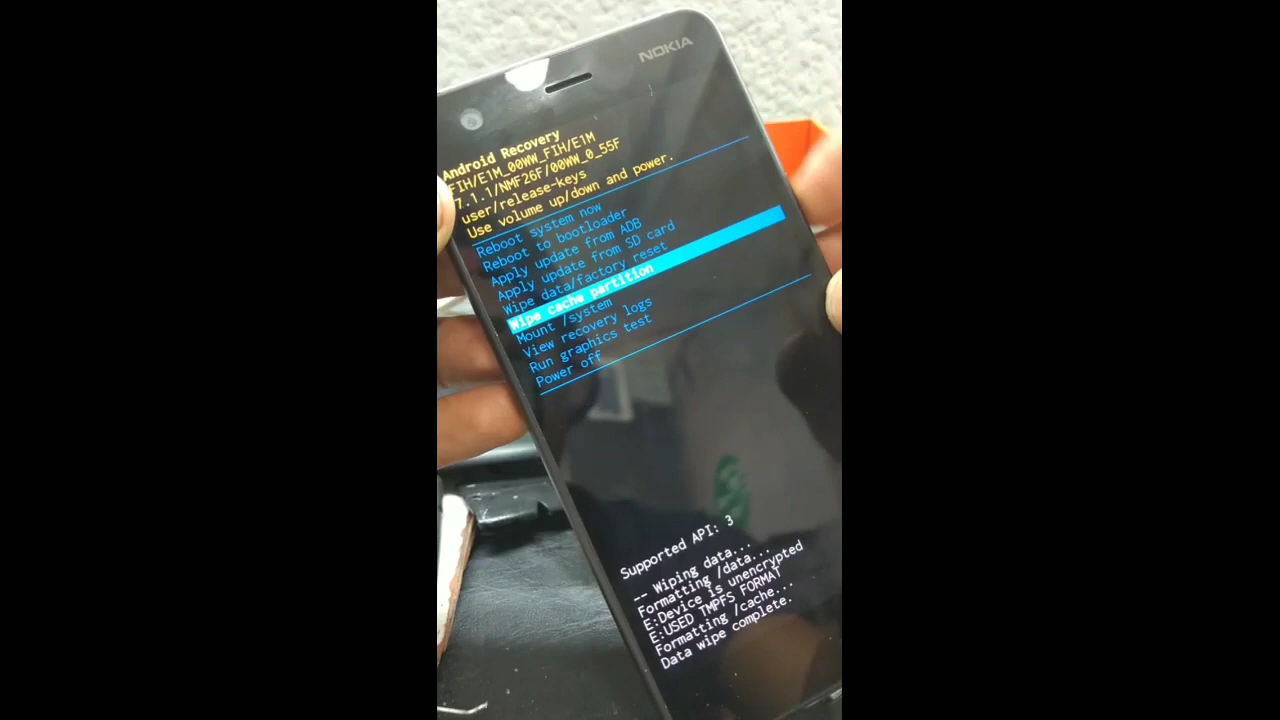 NOKIA
Android Recovery
FIH/E1M_00WW_FIH/E1M
7.1.1/NMF26F/00WW_0_55F
user/release-keys
Use volume up/down and power.
Reboot system now
Reboot to bootloader
Apply update from ADB
Apply update from SD card
Wipe data/factory reset
Wipe cache partition
Mount /system
View recovery logs
Run graphics test
Power off
Supported API: 3
-- Wiping data...
Formatting /data...
E:Device is unencrypted
E:USED TMPFS FORMAT
Formatting /cache...
Data wipe complete.